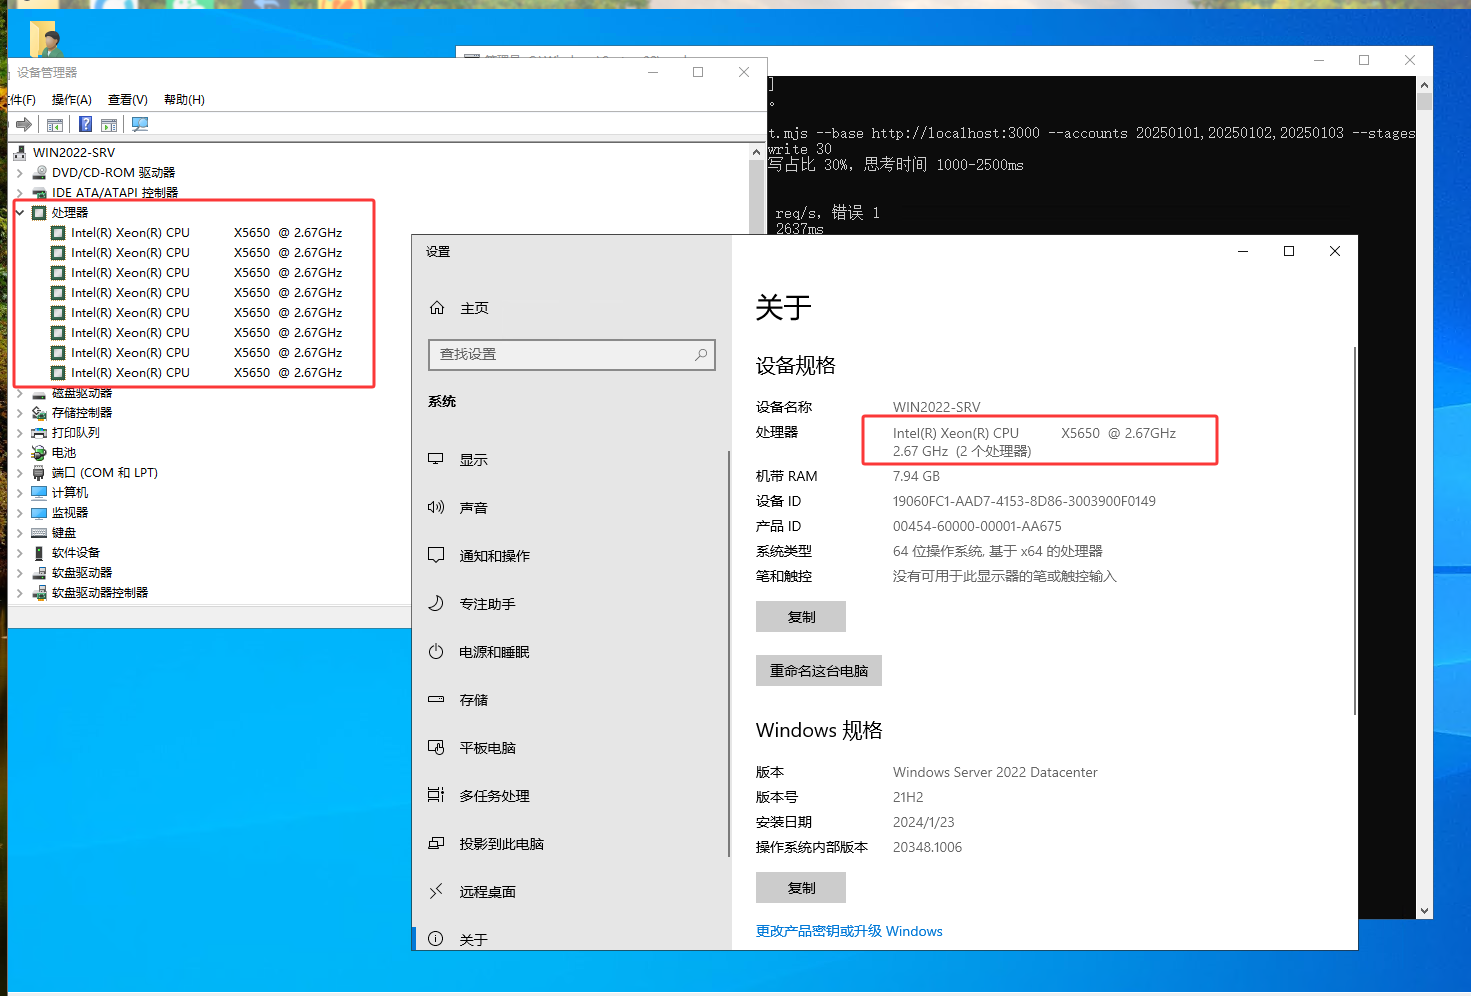 设备管理器
件(F) 操作(A) 查看(V) 帮助(H)
WIN2022-SRV
DVD/CD-ROM 驱动器
IDE ATA/ATAPI 控制器
处理器
Intel(R) Xeon(R) CPU X5650 @ 2.67GHz
Intel(R) Xeon(R) CPU X5650 @ 2.67GHz
Intel(R) Xeon(R) CPU X5650 @ 2.67GHz
Intel(R) Xeon(R) CPU X5650 @ 2.67GHz
Intel(R) Xeon(R) CPU X5650 @ 2.67GHz
Intel(R) Xeon(R) CPU X5650 @ 2.67GHz
Intel(R) Xeon(R) CPU X5650 @ 2.67GHz
Intel(R) Xeon(R) CPU X5650 @ 2.67GHz
磁盘驱动器
存储控制器
打印队列
电池
端口 (COM 和 LPT)
计算机
监视器
键盘
软件设备
软盘驱动器
软盘驱动器控制器
]
。
t.mjs --base http://localhost:3000 --accounts 20250101,20250102,20250103 --stages
write 30
写占比 30%，思考时间 1000-2500ms
req/s，错误 1
2637ms
设置
主页
查找设置
系统
显示
声音
通知和操作
专注助手
电源和睡眠
存储
平板电脑
多任务处理
投影到此电脑
远程桌面
关于
关于
设备规格
设备名称 WIN2022-SRV
处理器 Intel(R) Xeon(R) CPU X5650 @ 2.67GHz
2.67 GHz (2 个处理器)
机带 RAM 7.94 GB
设备 ID 19060FC1-AAD7-4153-8D86-3003900F0149
产品 ID 00454-60000-00001-AA675
系统类型 64 位操作系统, 基于 x64 的处理器
笔和触控 没有可用于此显示器的笔或触控输入
复制
重命名这台电脑
Windows 规格
版本 Windows Server 2022 Datacenter
版本号 21H2
安装日期 2024/1/23
操作系统内部版本 20348.1006
复制
更改产品密钥或升级 Windows